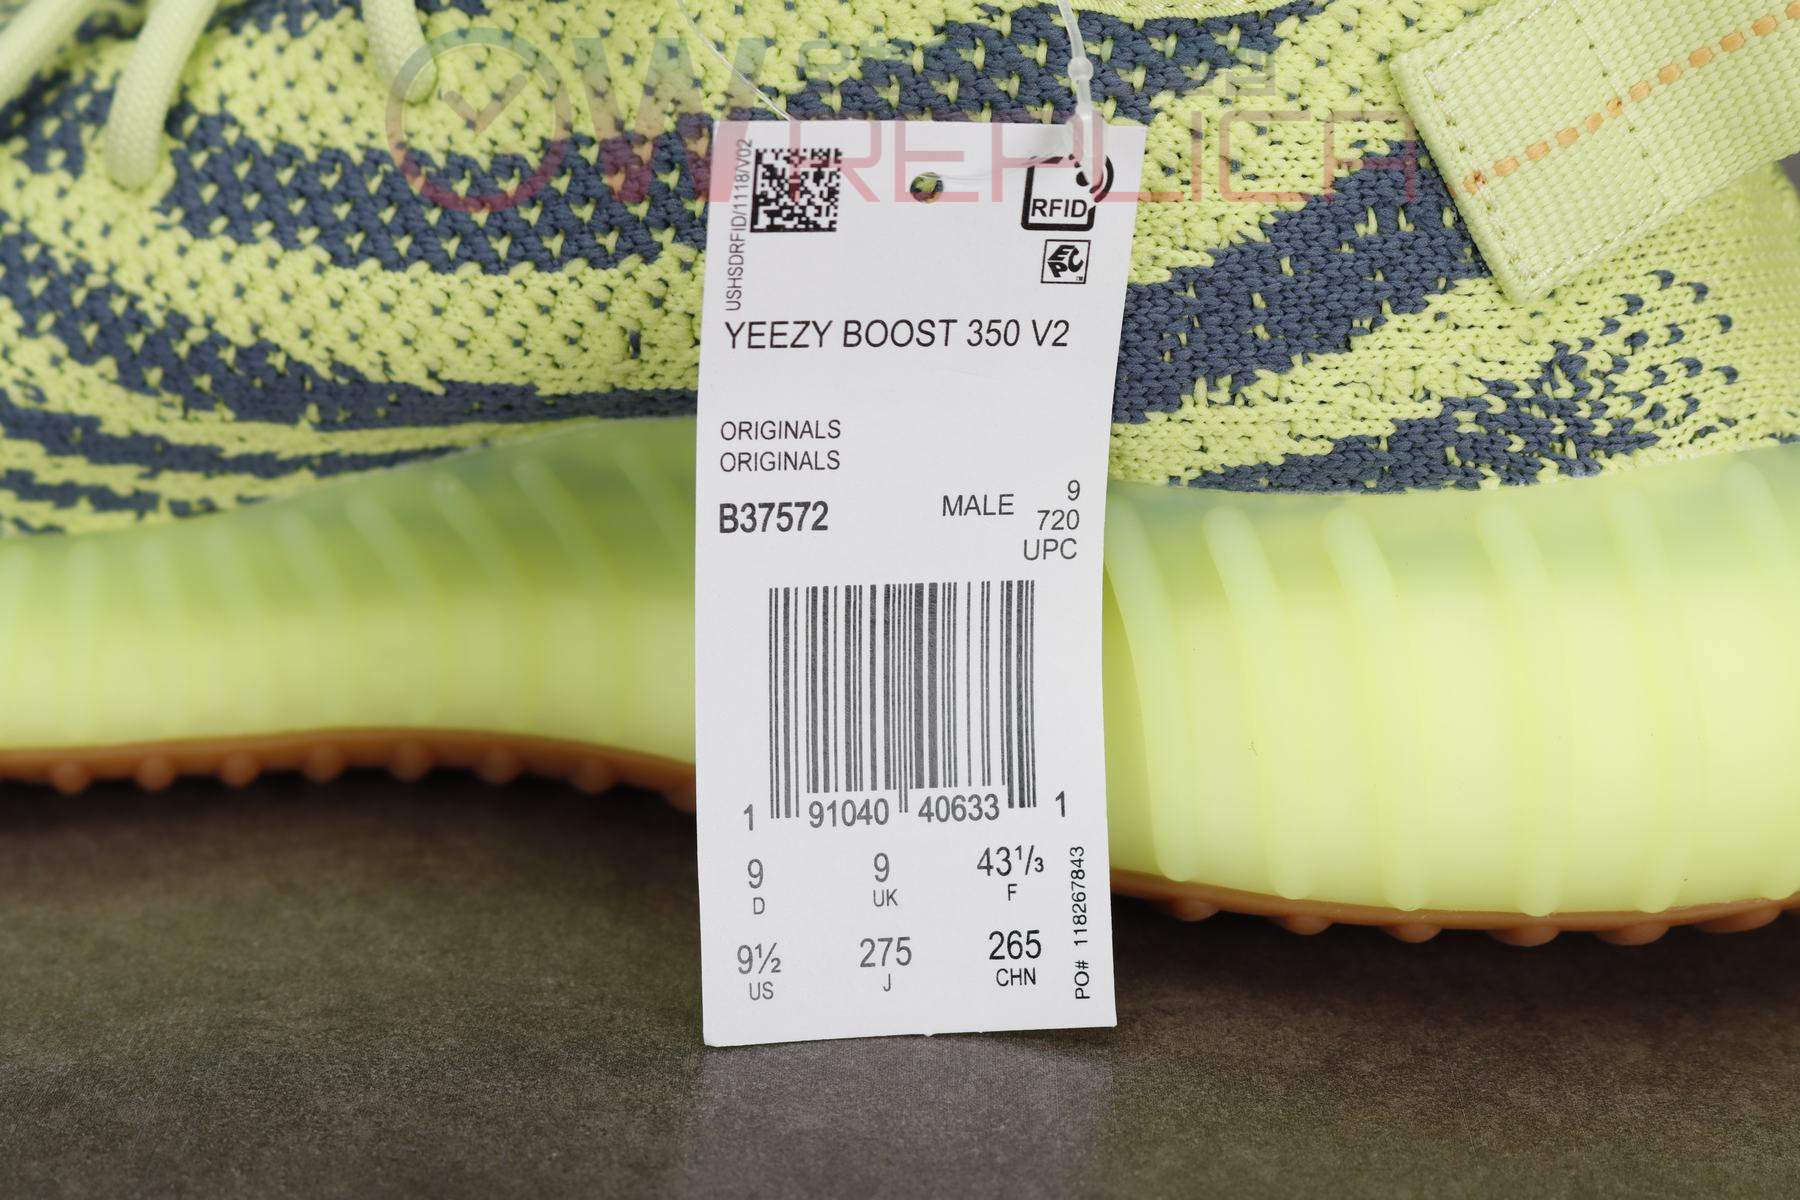 W REPLICA
USHSDRFID/1118/V02
RFID
EPC
YEEZY BOOST 350 V2
ORIGINALS
ORIGINALS
B37572 MALE 9
720
UPC
1 91040 40633 1
9 9 43⅓
D UK F
9½ 275 265
US J CHN
PO# 118267843